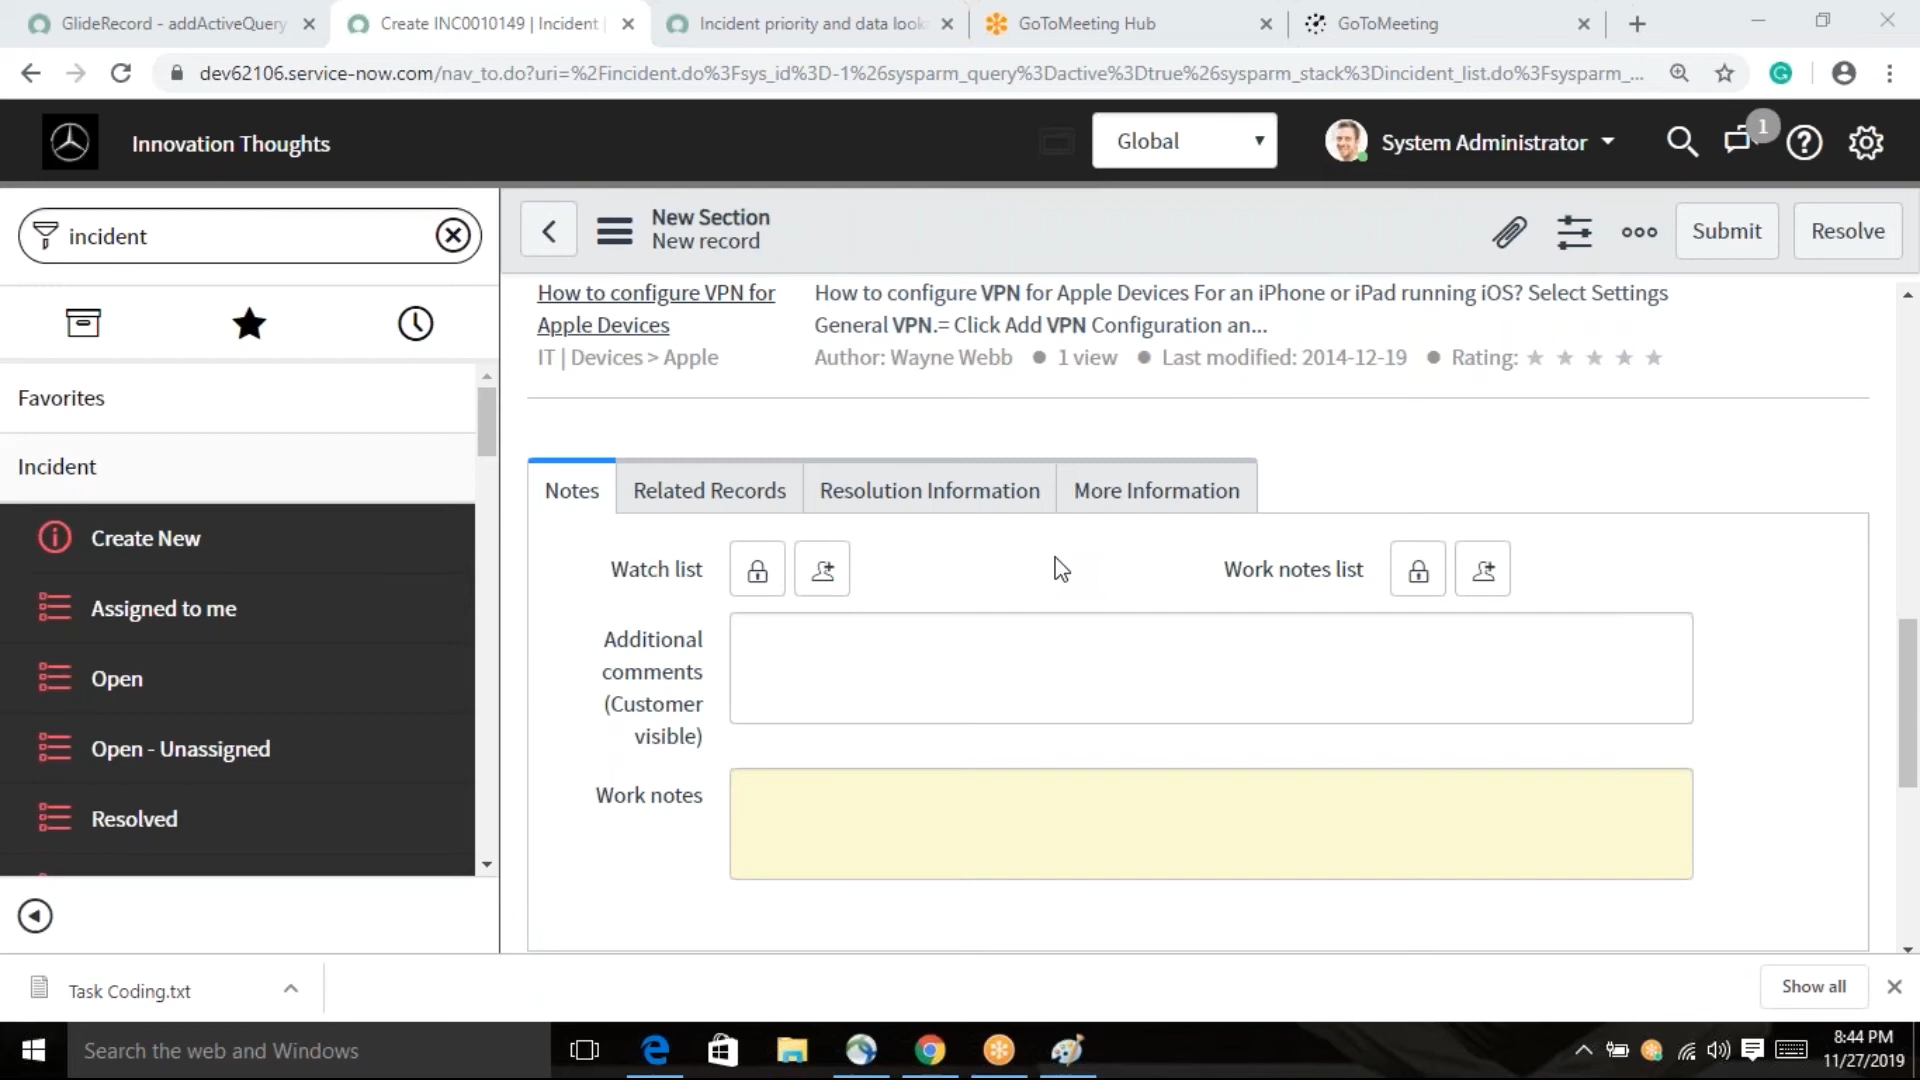 GlideRecord - addActiveQuery
Create INC0010149 | Incident |
Incident priority and data look
GoToMeeting Hub
GoToMeeting
dev62106.service-now.com/nav_to.do?uri=%2Fincident.do%3Fsys_id%3D-1%26sysparm_query%3Dactive%3Dtrue%26sysparm_stack%3Dincident_list.do%3Fsysparm_...
Innovation Thoughts
Global
System Administrator
1
incident
New Section
New record
Submit
Resolve
Favorites
Incident
Create New
Assigned to me
Open
Open - Unassigned
Resolved
How to configure VPN for
Apple Devices
IT | Devices > Apple
How to configure VPN for Apple Devices For an iPhone or iPad running iOS? Select Settings
General VPN.= Click Add VPN Configuration an...
Author: Wayne Webb ● 1 view ● Last modified: 2014-12-19 ● Rating: ★ ★ ★ ★ ★
Notes
Related Records
Resolution Information
More Information
Watch list
Work notes list
Additional
comments
(Customer
visible)
Work notes
Task Coding.txt
Show all
Search the web and Windows
8:44 PM
11/27/2019